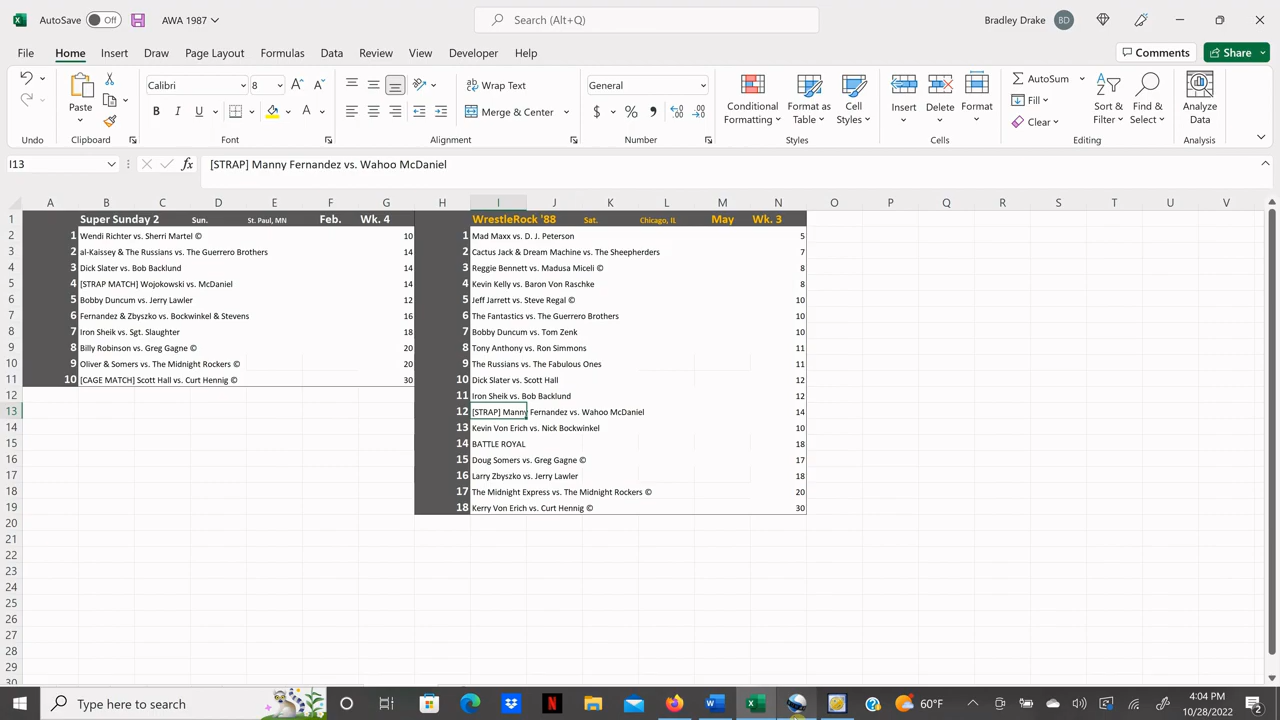 AutoSave Off AWA 1987 Search (Alt+Q) Bradley Drake BD
File Home Insert Draw Page Layout Formulas Data Review View Developer Help Comments Share
Paste Calibri 8 Wrap Text General Conditional Formatting Format as Table Cell Styles Insert Delete Format AutoSum Fill Clear Sort & Filter Find & Select Analyze Data
B I U Merge & Center $ %
Undo Clipboard Font Alignment Number Styles Cells Editing Analysis
I13 fx [STRAP] Manny Fernandez vs. Wahoo McDaniel
A B C D E F G H I J K L M N O P Q R S T U V
1 Super Sunday 2 Sun. St. Paul, MN Feb. Wk. 4 WrestleRock '88 Sat. Chicago, IL May Wk. 3
2 1 Wendi Richter vs. Sherri Martel © 10 1 Mad Maxx vs. D. J. Peterson 5
3 2 al-Kaissey & The Russians vs. The Guerrero Brothers 14 2 Cactus Jack & Dream Machine vs. The Sheepherders 7
4 3 Dick Slater vs. Bob Backlund 14 3 Reggie Bennett vs. Madusa Miceli © 8
5 4 [STRAP MATCH] Wojokowski vs. McDaniel 14 4 Kevin Kelly vs. Baron Von Raschke 8
6 5 Bobby Duncum vs. Jerry Lawler 12 5 Jeff Jarrett vs. Steve Regal © 10
7 6 Fernandez & Zbyszko vs. Bockwinkel & Stevens 16 6 The Fantastics vs. The Guerrero Brothers 10
8 7 Iron Sheik vs. Sgt. Slaughter 18 7 Bobby Duncum vs. Tom Zenk 10
9 8 Billy Robinson vs. Greg Gagne © 20 8 Tony Anthony vs. Ron Simmons 11
10 9 Oliver & Somers vs. The Midnight Rockers © 20 9 The Russians vs. The Fabulous Ones 11
11 10 [CAGE MATCH] Scott Hall vs. Curt Hennig © 30 10 Dick Slater vs. Scott Hall 12
12 11 Iron Sheik vs. Bob Backlund 12
13 12 [STRAP] Manny Fernandez vs. Wahoo McDaniel 14
14 13 Kevin Von Erich vs. Nick Bockwinkel 10
15 14 BATTLE ROYAL 18
16 15 Doug Somers vs. Greg Gagne © 17
17 16 Larry Zbyszko vs. Jerry Lawler 18
18 17 The Midnight Express vs. The Midnight Rockers © 20
19 18 Kerry Von Erich vs. Curt Hennig © 30
20
21
22
23
24
25
26
27
28
29
30
Type here to search 60°F 4:04 PM
10/28/2022 2